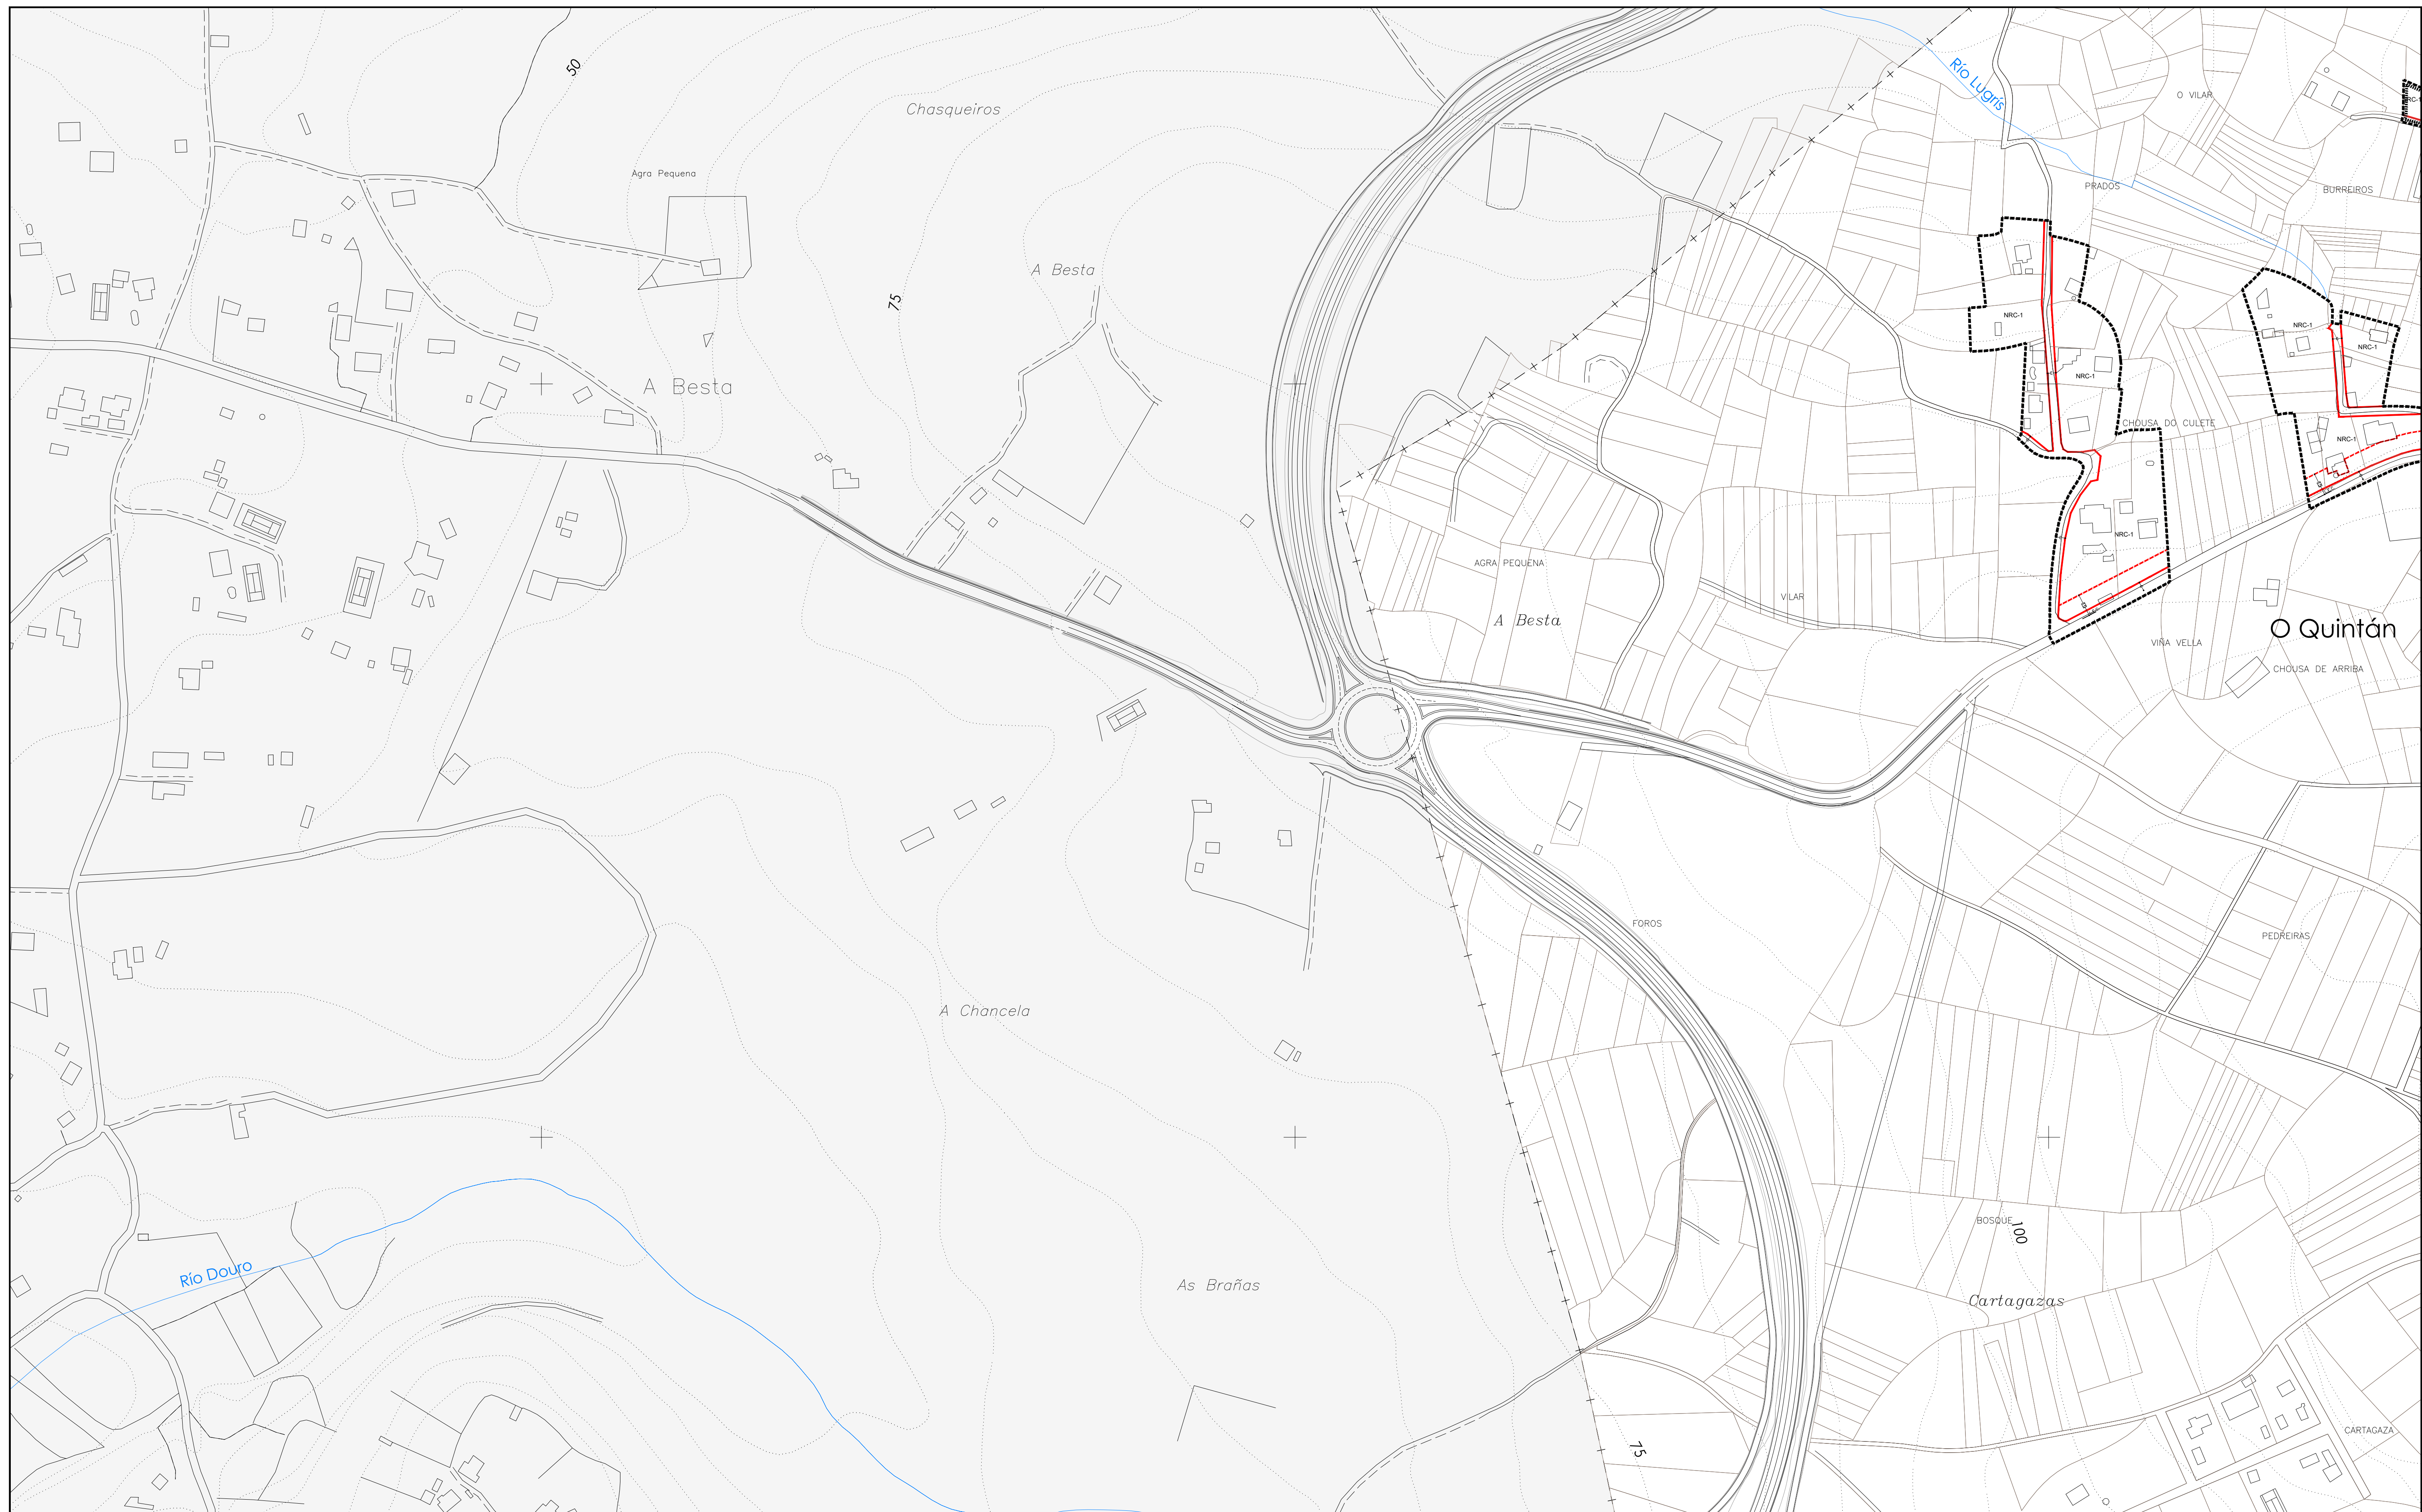 50
Río Lugrís
O VILAR
NRC-1
Chasqueiros
Agra Pequena
PRADOS
BURREIROS
A Besta
75
NRC-1
NRC-1
NRC-1
A Besta
NRC-1
CHOUSA DO CULETE
NRC-1
NRC-1
AGRA PEQUENA
VILAR
A Besta
O Quintán
VIÑA VELLA
CHOUSA DE ARRIBA
FOROS
PEDREIRAS
A Chancela
BOSQUE
100
Río Douro
As Brañas
Cartagazas
CARTAGAZA
75